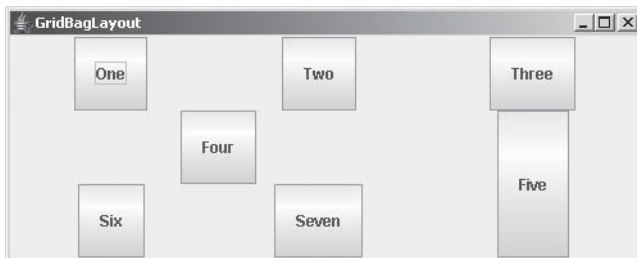 GridBagLayout
One
Two
Three
Four
Five
Six
Seven